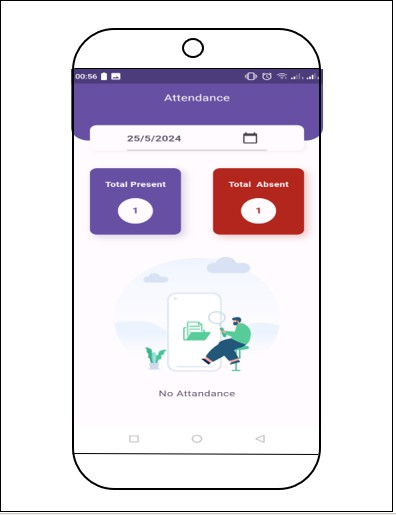 00:56
Attendance
25/5/2024
Total Present
Total Absent
1
1
No Attandance